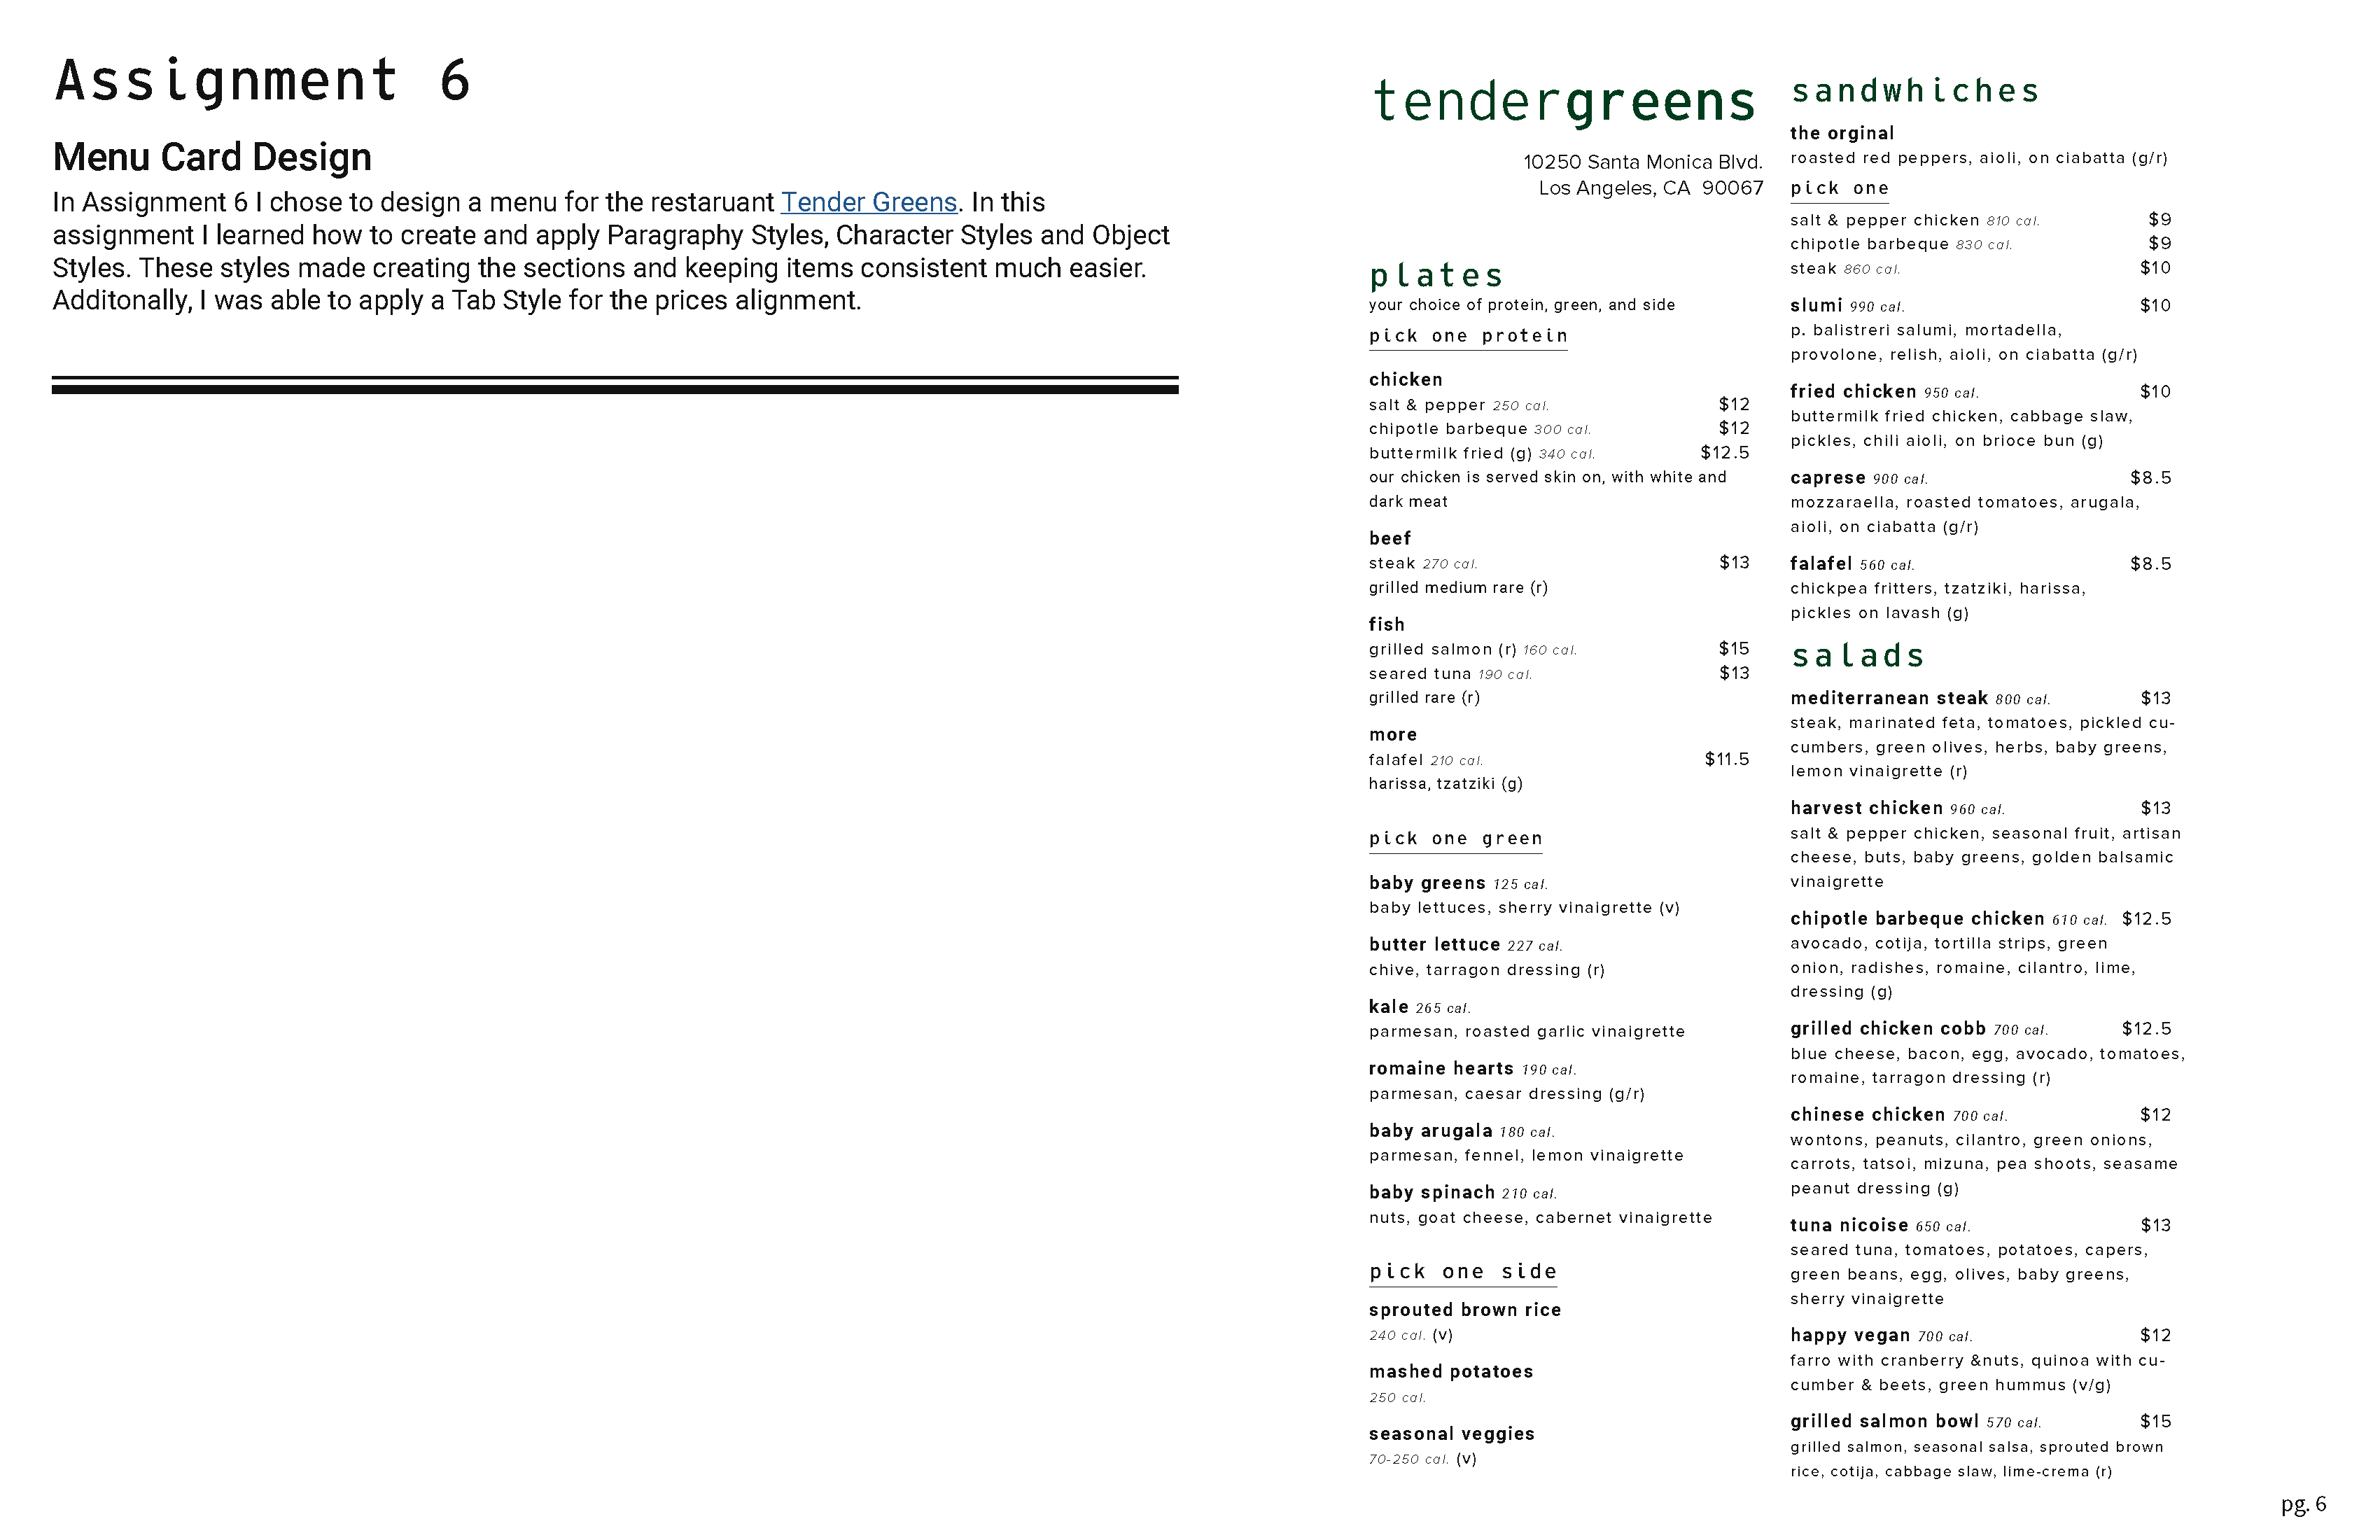 Assignment 6
Menu Card Design
In Assignment 6 I chose to design a menu for the restaruant Tender Greens. In this
assignment I learned how to create and apply Paragraphy Styles, Character Styles and Object
Styles. These styles made creating the sections and keeping items consistent much easier.
Additonally, I was able to apply a Tab Style for the prices alignment.
tendergreens
10250 Santa Monica Blvd.
Los Angeles, CA 90067
plates
your choice of protein, green, and side
pick one protein
chicken
salt & pepper 250 cal. $12
chipotle barbeque 300 cal. $12
buttermilk fried (g) 340 cal. $12.5
our chicken is served skin on, with white and
dark meat
beef
steak 270 cal. $13
grilled medium rare (r)
fish
grilled salmon (r) 160 cal. $15
seared tuna 190 cal. $13
grilled rare (r)
more
falafel 210 cal. $11.5
harissa, tzatziki (g)
pick one green
baby greens 125 cal.
baby lettuces, sherry vinaigrette (v)
butter lettuce 227 cal.
chive, tarragon dressing (r)
kale 265 cal.
parmesan, roasted garlic vinaigrette
romaine hearts 190 cal.
parmesan, caesar dressing (g/r)
baby arugala 180 cal.
parmesan, fennel, lemon vinaigrette
baby spinach 210 cal.
nuts, goat cheese, cabernet vinaigrette
pick one side
sprouted brown rice
240 cal. (v)
mashed potatoes
250 cal.
seasonal veggies
70-250 cal. (v)
sandwhiches
the orginal
roasted red peppers, aioli, on ciabatta (g/r)
pick one
salt & pepper chicken 810 cal. $9
chipotle barbeque 830 cal. $9
steak 860 cal. $10
slumi 990 cal. $10
p. balistreri salumi, mortadella,
provolone, relish, aioli, on ciabatta (g/r)
fried chicken 950 cal. $10
buttermilk fried chicken, cabbage slaw,
pickles, chili aioli, on brioce bun (g)
caprese 900 cal. $8.5
mozzaraella, roasted tomatoes, arugala,
aioli, on ciabatta (g/r)
falafel 560 cal. $8.5
chickpea fritters, tzatziki, harissa,
pickles on lavash (g)
salads
mediterranean steak 800 cal. $13
steak, marinated feta, tomatoes, pickled cu-
cumbers, green olives, herbs, baby greens,
lemon vinaigrette (r)
harvest chicken 960 cal. $13
salt & pepper chicken, seasonal fruit, artisan
cheese, buts, baby greens, golden balsamic
vinaigrette
chipotle barbeque chicken 610 cal. $12.5
avocado, cotija, tortilla strips, green
onion, radishes, romaine, cilantro, lime,
dressing (g)
grilled chicken cobb 700 cal. $12.5
blue cheese, bacon, egg, avocado, tomatoes,
romaine, tarragon dressing (r)
chinese chicken 700 cal. $12
wontons, peanuts, cilantro, green onions,
carrots, tatsoi, mizuna, pea shoots, seasame
peanut dressing (g)
tuna nicoise 650 cal. $13
seared tuna, tomatoes, potatoes, capers,
green beans, egg, olives, baby greens,
sherry vinaigrette
happy vegan 700 cal. $12
farro with cranberry &nuts, quinoa with cu-
cumber & beets, green hummus (v/g)
grilled salmon bowl 570 cal. $15
grilled salmon, seasonal salsa, sprouted brown
rice, cotija, cabbage slaw, lime-crema (r)
pg. 6